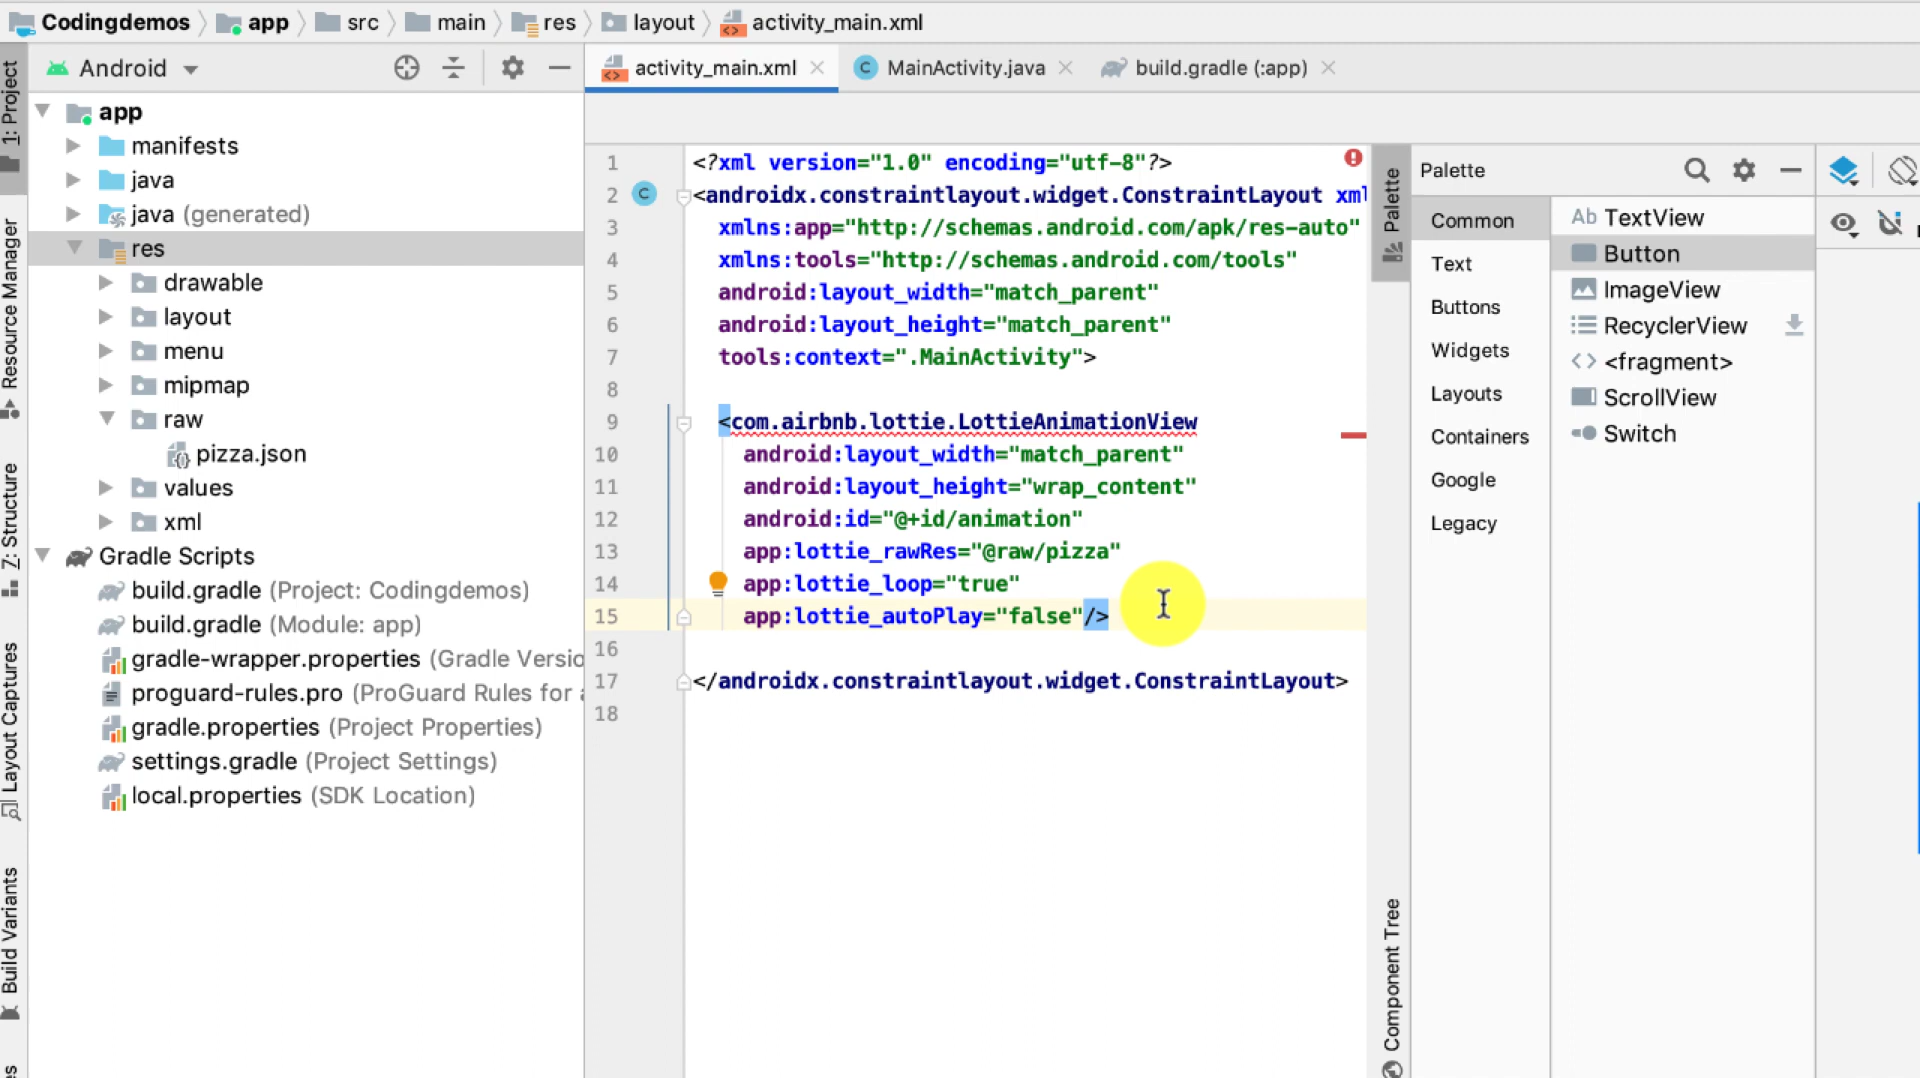 Codingdemos app src main res layout activity_main.xml
Android
activity_main.xml MainActivity.java build.gradle (:app)
1: Project
Resource Manager
Z: Structure
Layout Captures
Build Variants
app
manifests
java
java (generated)
res
drawable
layout
menu
mipmap
raw
pizza.json
values
xml
Gradle Scripts
build.gradle (Project: Codingdemos)
build.gradle (Module: app)
gradle-wrapper.properties (Gradle Versio
proguard-rules.pro (ProGuard Rules for a
gradle.properties (Project Properties)
settings.gradle (Project Settings)
local.properties (SDK Location)
1 <?xml version="1.0" encoding="utf-8"?>
2 <androidx.constraintlayout.widget.ConstraintLayout xml
3 xmlns:app="http://schemas.android.com/apk/res-auto"
4 xmlns:tools="http://schemas.android.com/tools"
5 android:layout_width="match_parent"
6 android:layout_height="match_parent"
7 tools:context=".MainActivity">
8
9 <com.airbnb.lottie.LottieAnimationView
10 android:layout_width="match_parent"
11 android:layout_height="wrap_content"
12 android:id="@+id/animation"
13 app:lottie_rawRes="@raw/pizza"
14 app:lottie_loop="true"
15 app:lottie_autoPlay="false"/>
16
17 </androidx.constraintlayout.widget.ConstraintLayout>
18
Palette
Component Tree
Palette
Common
Text
Buttons
Widgets
Layouts
Containers
Google
Legacy
Ab TextView
Button
ImageView
RecyclerView
<fragment>
ScrollView
Switch